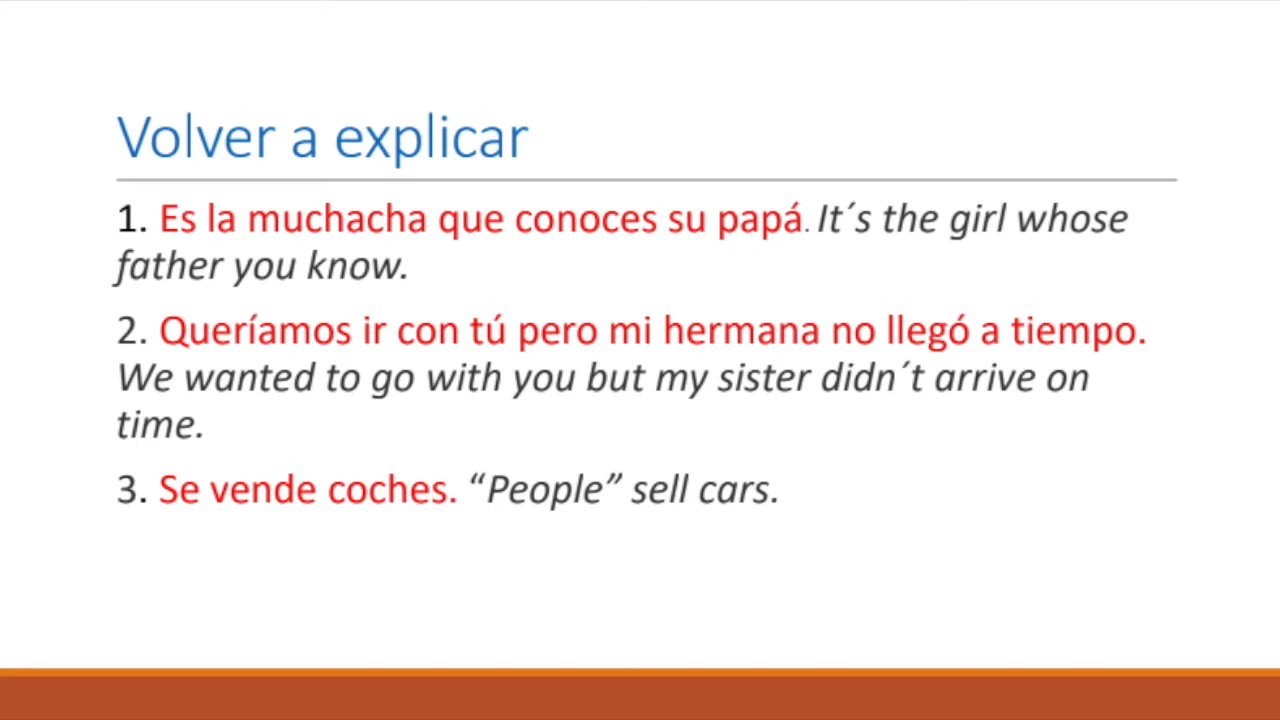 Volver a explicar
1. Es la muchacha que conoces su papá. It´s the girl whose
father you know.
2. Queríamos ir con tú pero mi hermana no llegó a tiempo.
We wanted to go with you but my sister didn´t arrive on
time.
3. Se vende coches. “People” sell cars.